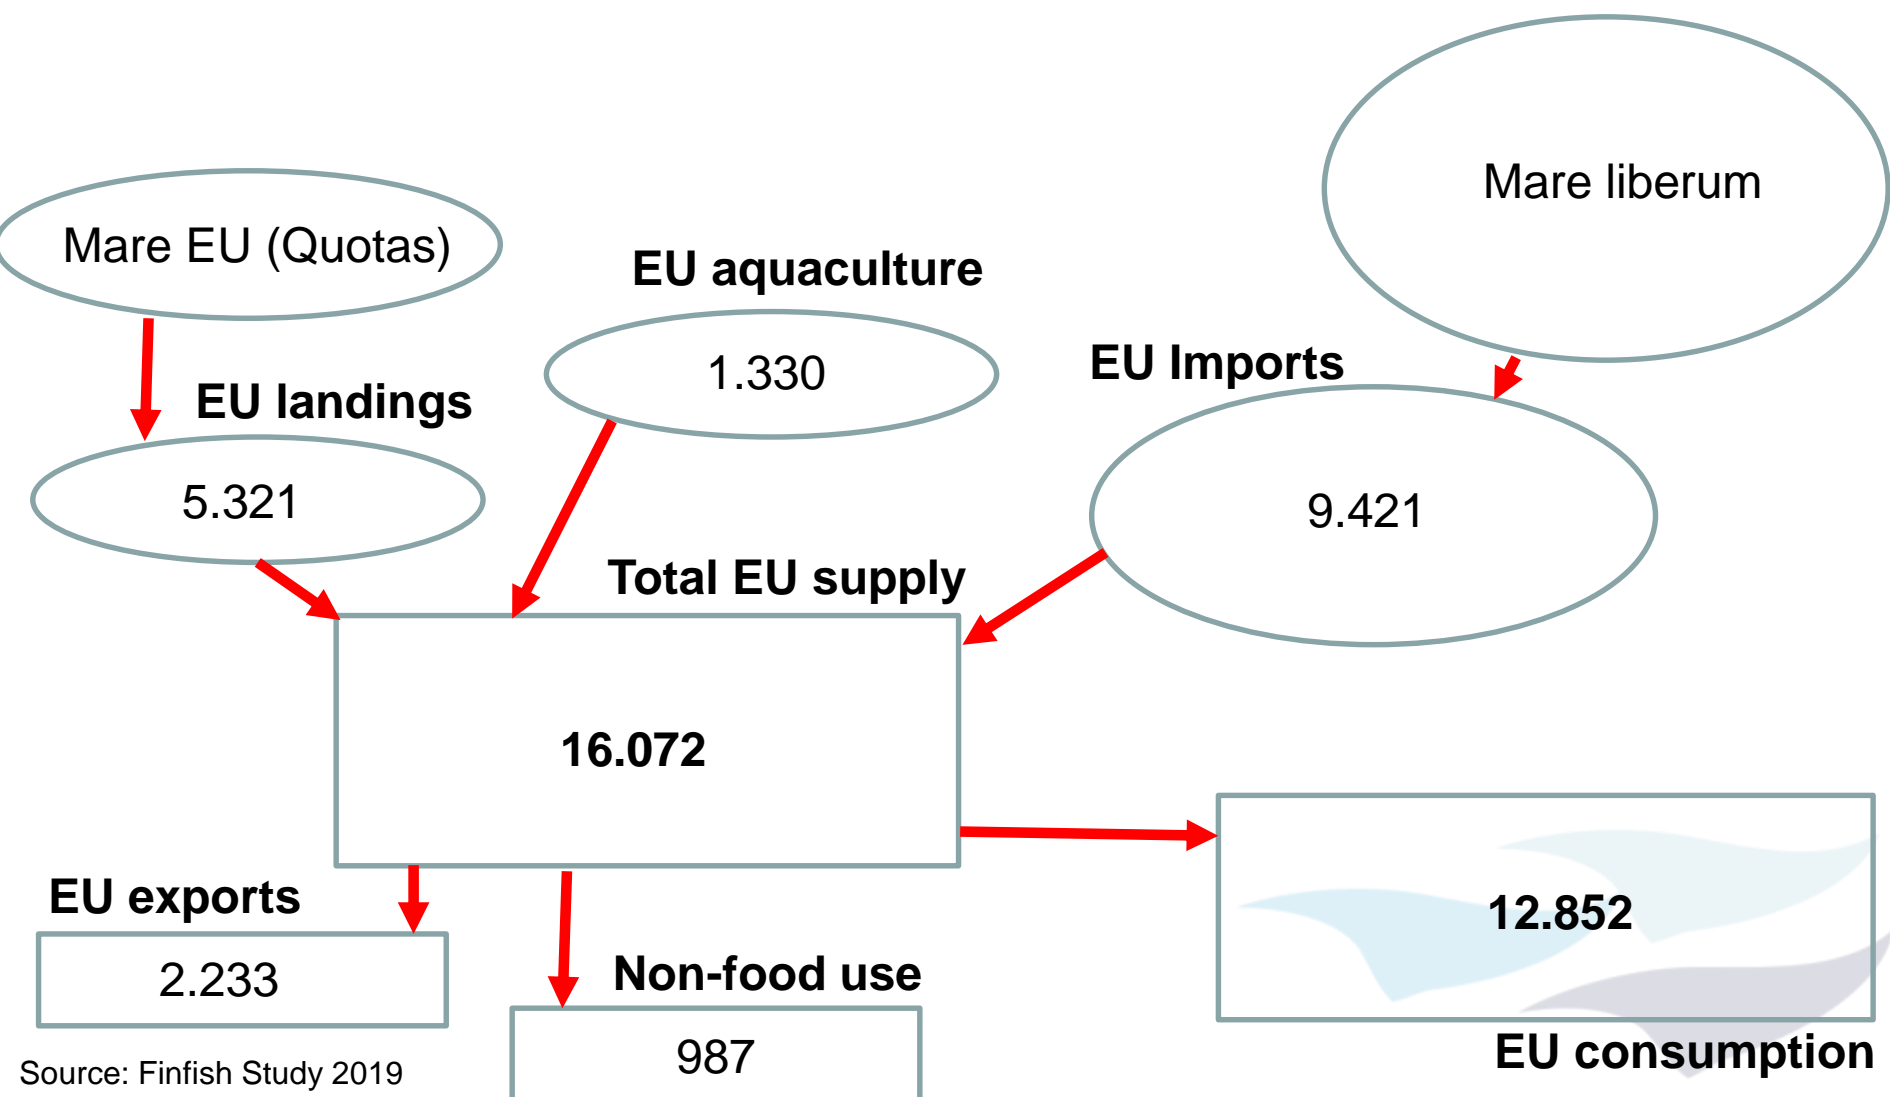 Mare liberum
Mare EU (Quotas)
EU aquaculture
1.330
EU Imports
EU landings
5.321
9.421
Total EU supply
16.072
12.852
EU consumption
EU exports
2.233
Non-food use
987
Source: Finfish Study 2019